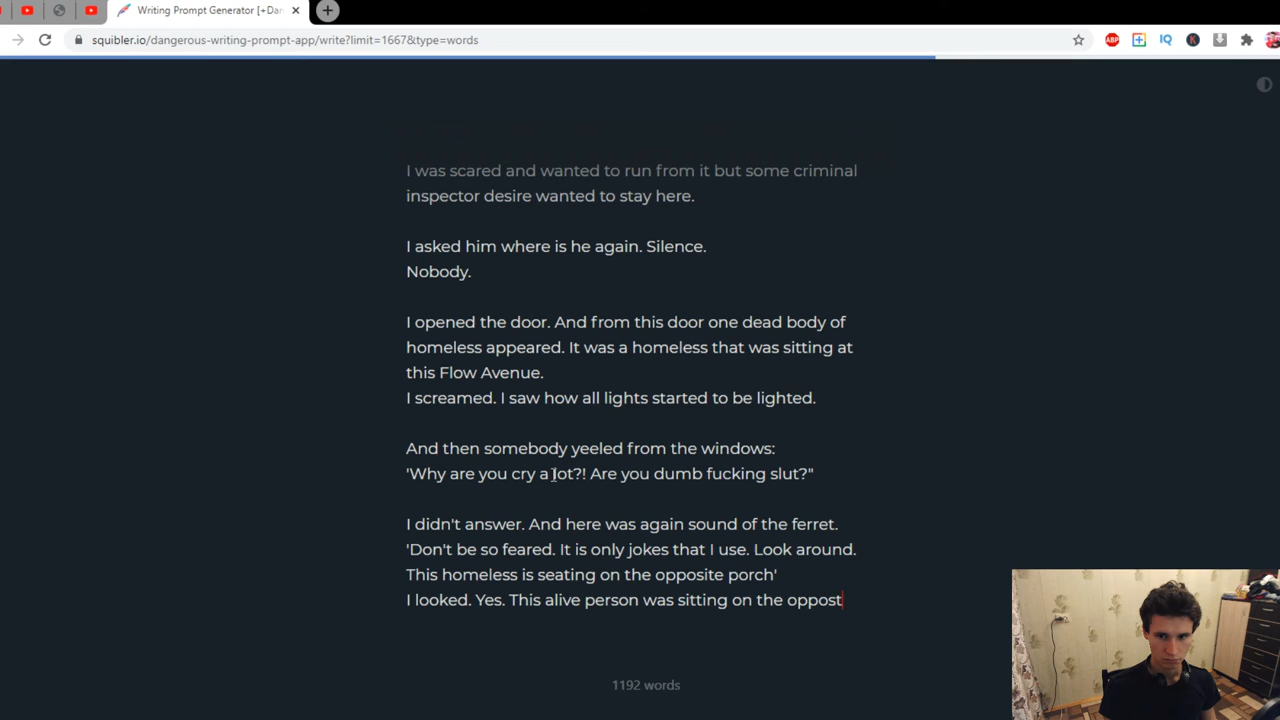 Writing Prompt Generator [+Dan
squibler.io/dangerous-writing-prompt-app/write?limit=1667&type=words
I was scared and wanted to run from it but some criminal
inspector desire wanted to stay here.
I asked him where is he again. Silence.
Nobody.
I opened the door. And from this door one dead body of
homeless appeared. It was a homeless that was sitting at
this Flow Avenue.
I screamed. I saw how all lights started to be lighted.
And then somebody yeeled from the windows:
'Why are you cry a lot?! Are you dumb fucking slut?"
I didn't answer. And here was again sound of the ferret.
'Don't be so feared. It is only jokes that I use. Look around.
This homeless is seating on the opposite porch'
I looked. Yes. This alive person was sitting on the oppost
1192 words
ABP
IQ
K